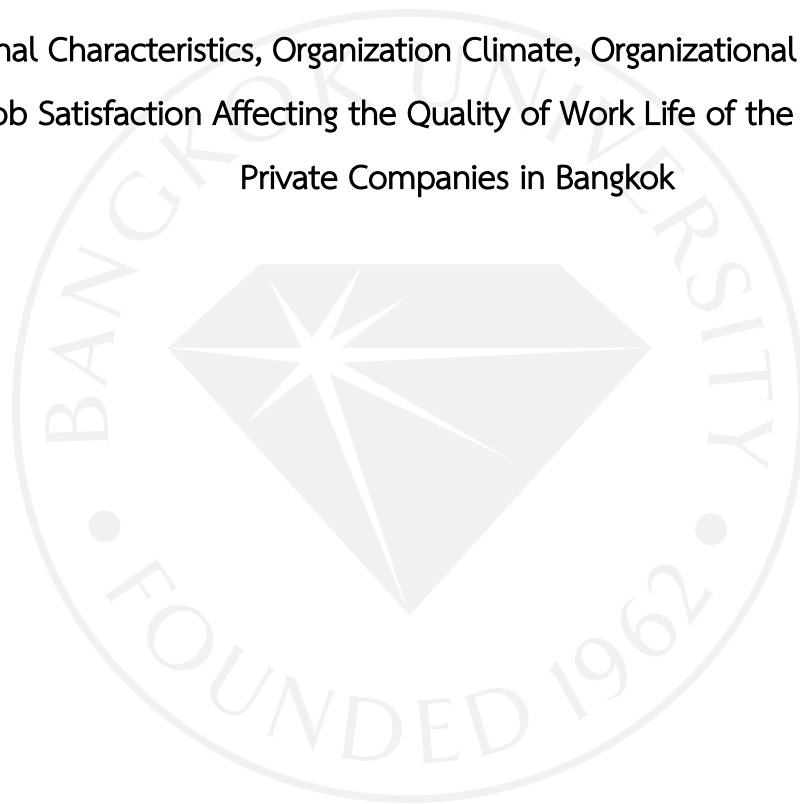 nal Characteristics, Organization Climate, Organizational
ob Satisfaction Affecting the Quality of Work Life of the
Private Companies in Bangkok
BANGKOK UNIVERSITY
FOUNDED 1962